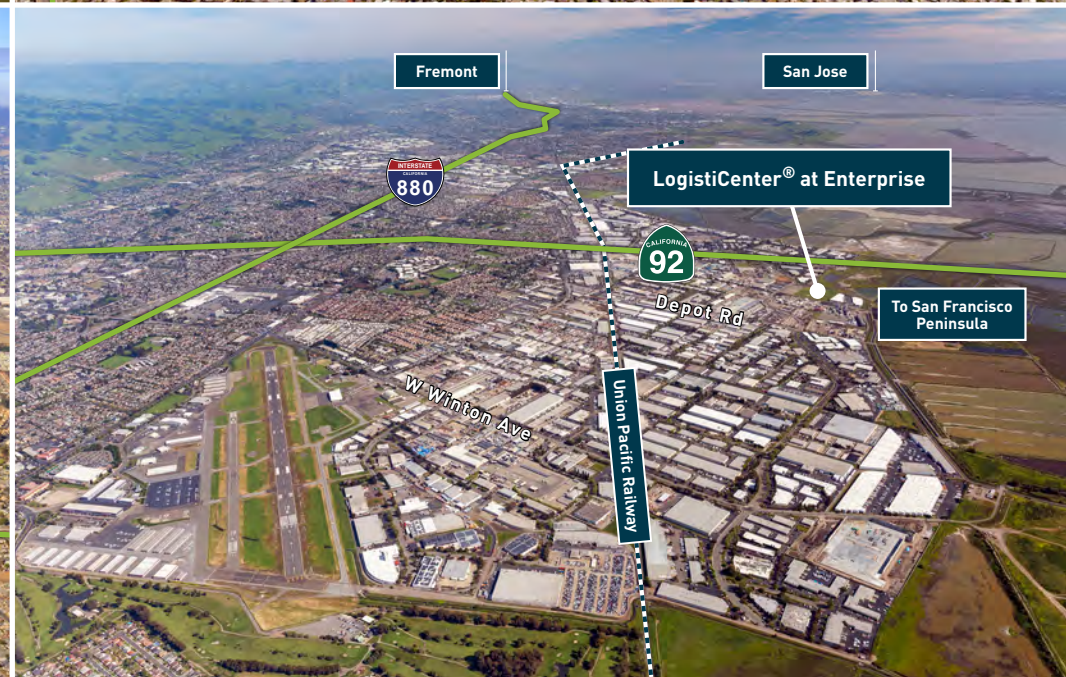 Fremont
San Jose
INTERSTATE
CALIFORNIA
880
LogistiCenter® at Enterprise
CALIFORNIA
92
Depot Rd
To San Francisco
Peninsula
W Winton Ave
Union Pacific Railway